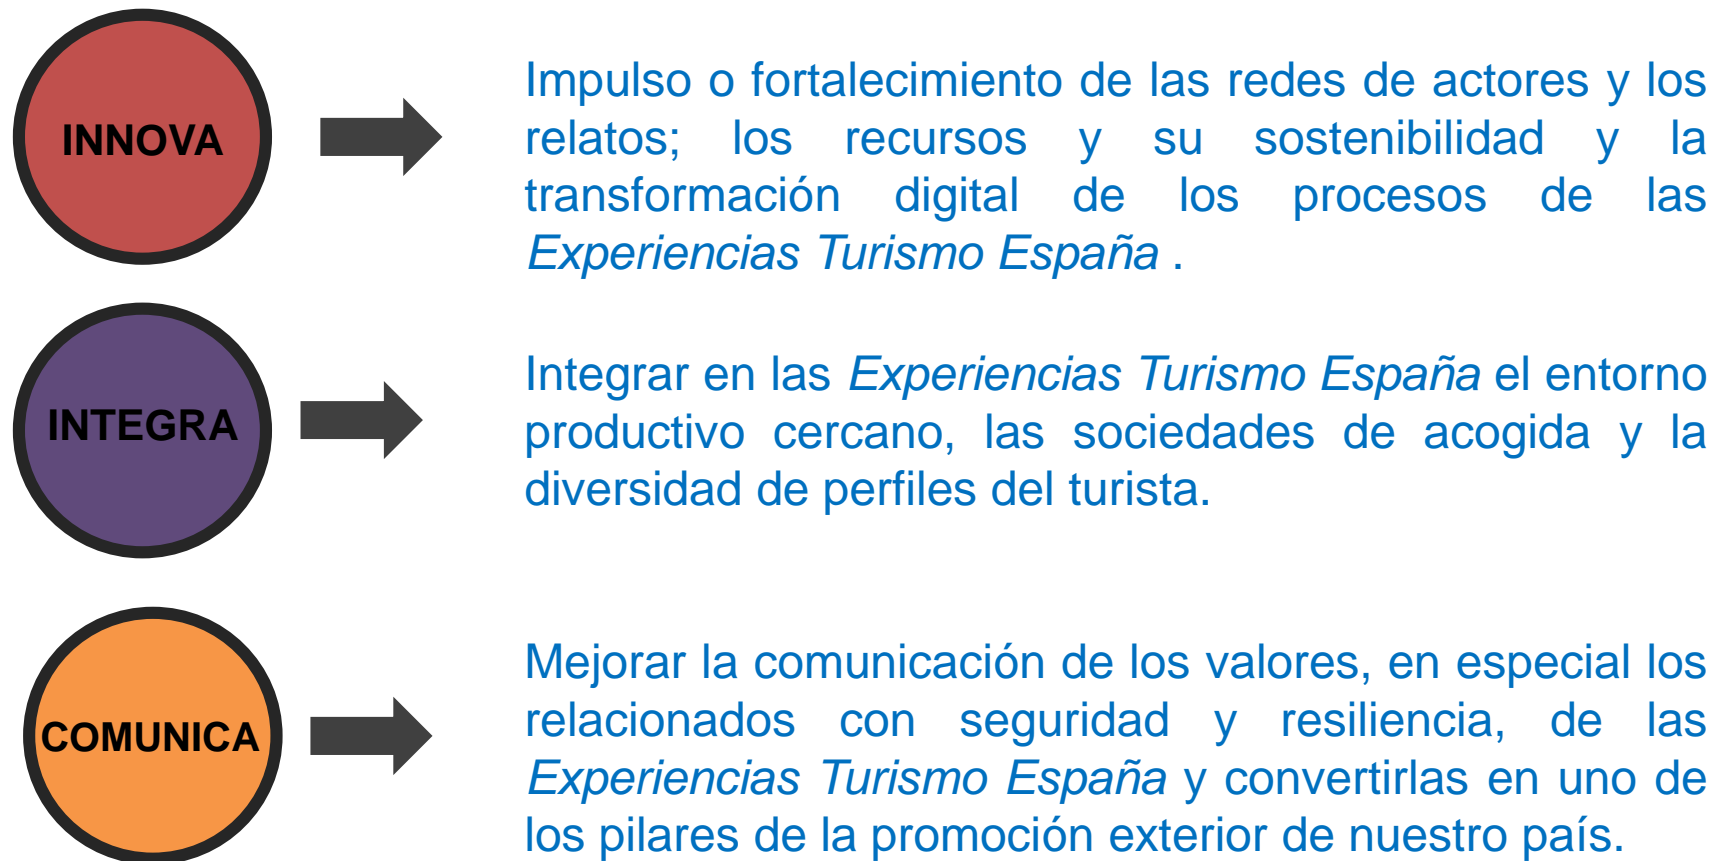 INNOVA
Impulso o fortalecimiento de las redes de actores y los
relatos; los recursos y su sostenibilidad y la
transformación digital de los procesos de las
Experiencias Turismo España .
INTEGRA
Integrar en las Experiencias Turismo España el entorno
productivo cercano, las sociedades de acogida y la
diversidad de perfiles del turista.
COMUNICA
Mejorar la comunicación de los valores, en especial los
relacionados con seguridad y resiliencia, de las
Experiencias Turismo España y convertirlas en uno de
los pilares de la promoción exterior de nuestro país.